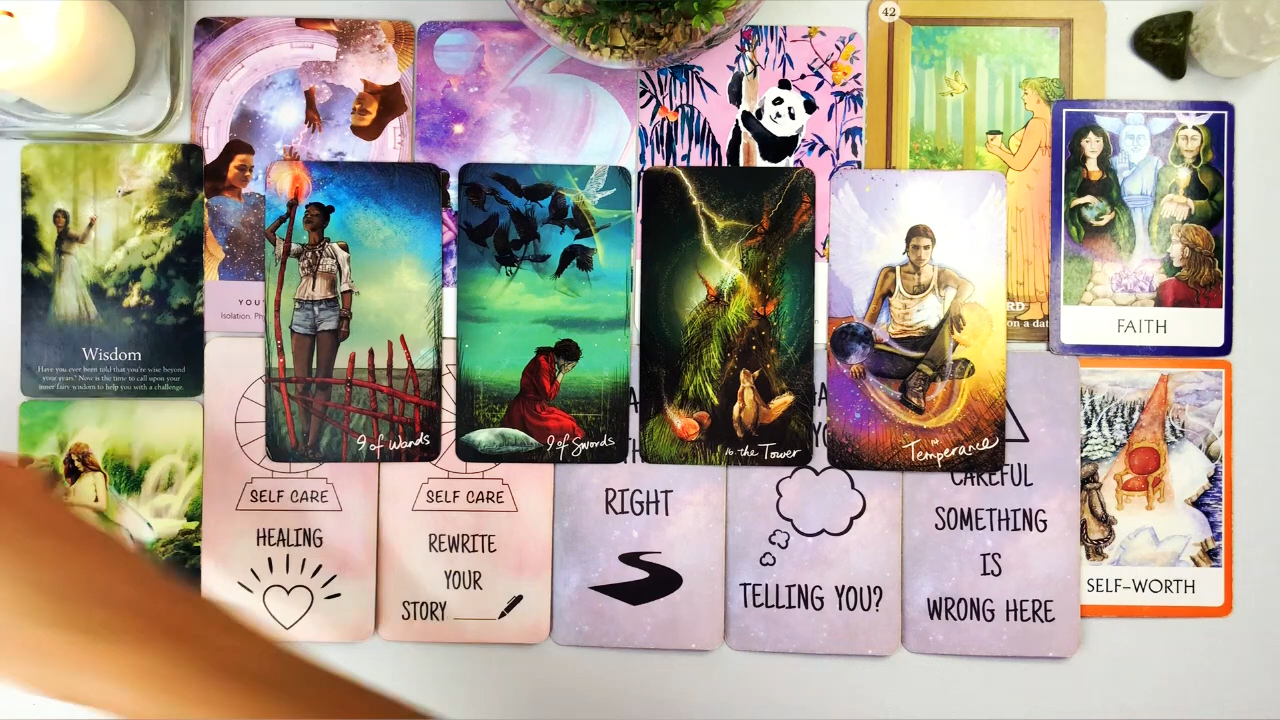 42
Wisdom
Have you ever been told that you're wise beyond
your years? Now is the time to call upon your
inner fairy wisdom to help you with a challenge.
YOU
Isolation.
on a dat
FAITH
9 of Wands
9 of Swords
16. the Tower
14
Temperance
SELF CARE
HEALING
SELF CARE
REWRITE
YOUR
STORY
RIGHT
TELLING YOU?
CAREFUL
SOMETHING
IS
WRONG HERE
SELF-WORTH